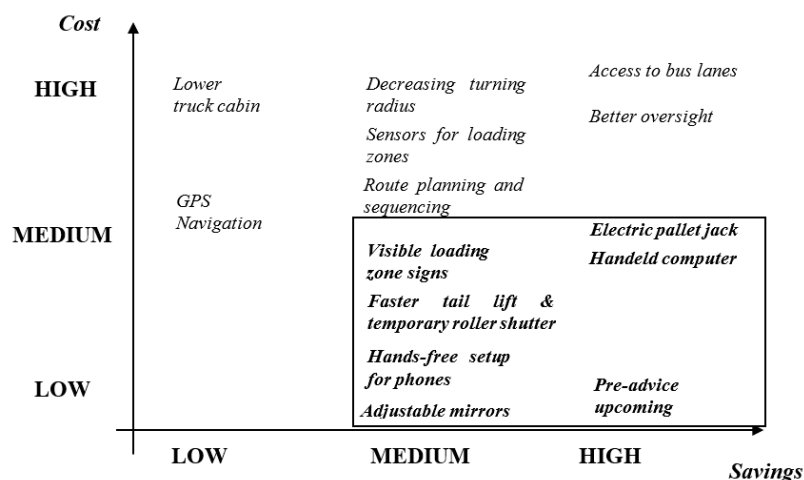 Cost
HIGH
Lower
truck cabin
Decreasing turning
radius
Sensors for loading
zones
Access to bus lanes
Better oversight
MEDIUM
GPS
Navigation
Route planning and
sequencing
Visible loading
zone signs
Electric pallet jack
Handeld computer
Faster tail lift &
temporary roller shutter
LOW
Hands-free setup
for phones
Adjustable mirrors
Pre-advice
upcoming
LOW
MEDIUM
HIGH
Savings